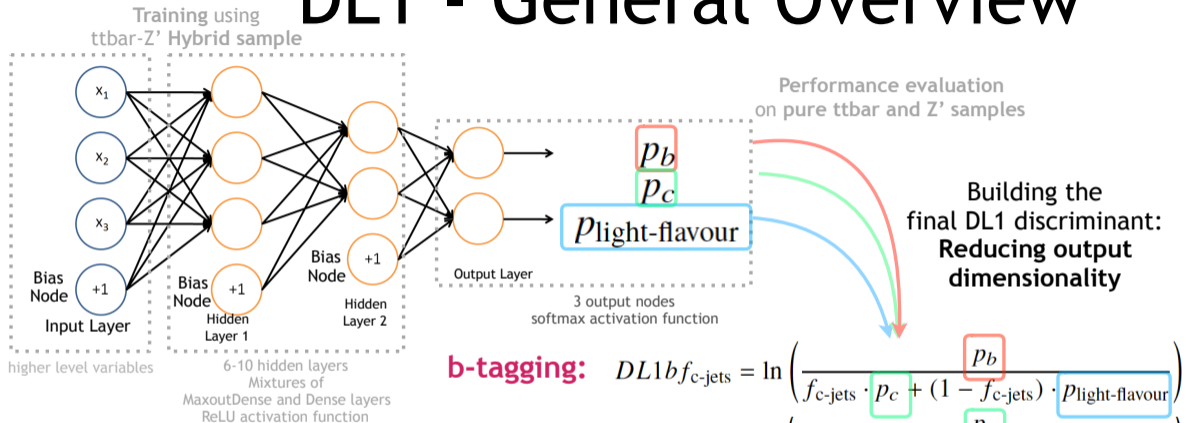 DL1 - General Overview
Training using
ttbar-Z' Hybrid sample
x1
x2
x3
+1
Bias
Node
Input Layer
higher level variables
+1
Bias
Node
Hidden
Layer 1
6-10 hidden layers
Mixtures of
MaxoutDense and Dense layers
ReLU activation function
+1
Bias
Node
Hidden
Layer 2
Output Layer
pb
pc
plight-flavour
3 output nodes
softmax activation function
Performance evaluation
on pure ttbar and Z' samples
Building the
final DL1 discriminant:
Reducing output
dimensionality
b-tagging: DL1bfc-jets = ln ( pb / fc-jets · pc + (1 − fc-jets) · plight-flavour )